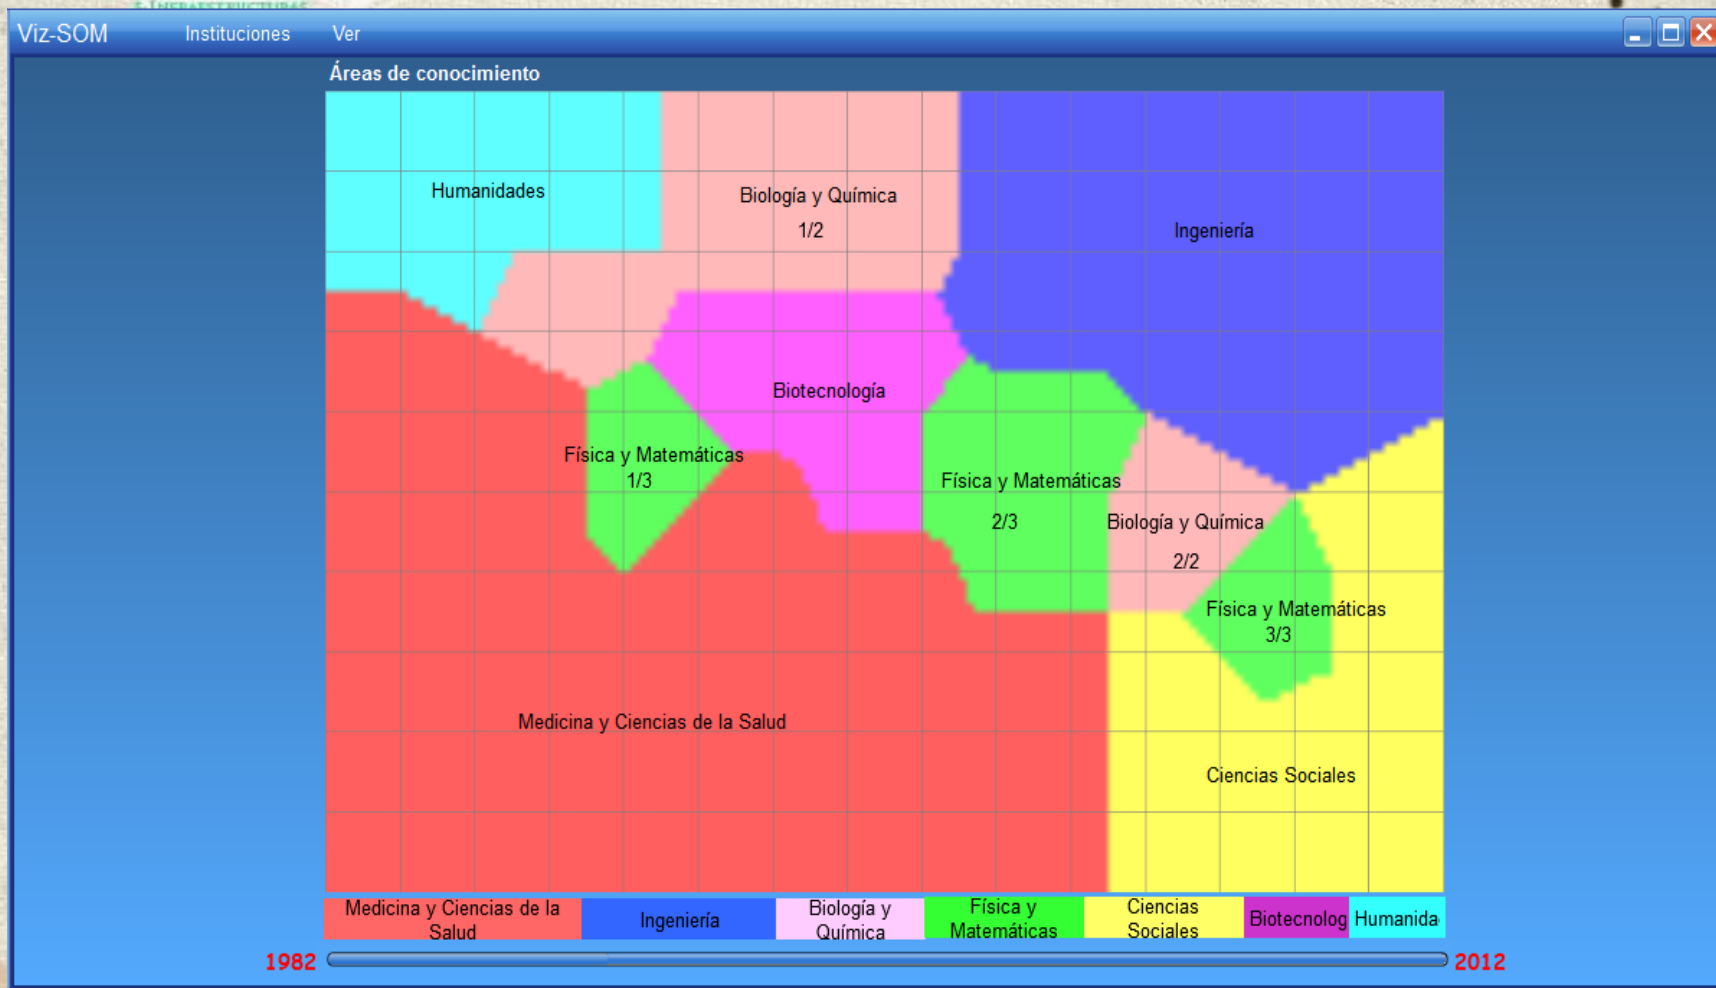 5. INFRAESTRUCTURAS
Viz-SOM Instituciones Ver
Áreas de conocimiento
Humanidades
Biología y Química
1/2
Ingeniería
Biotecnología
Física y Matemáticas
1/3
Física y Matemáticas
2/3
Biología y Química
2/2
Física y Matemáticas
3/3
Medicina y Ciencias de la Salud
Ciencias Sociales
Medicina y Ciencias de la
Salud
Ingeniería
Biología y
Química
Física y
Matemáticas
Ciencias
Sociales
Biotecnolog
Humanida
1982
2012